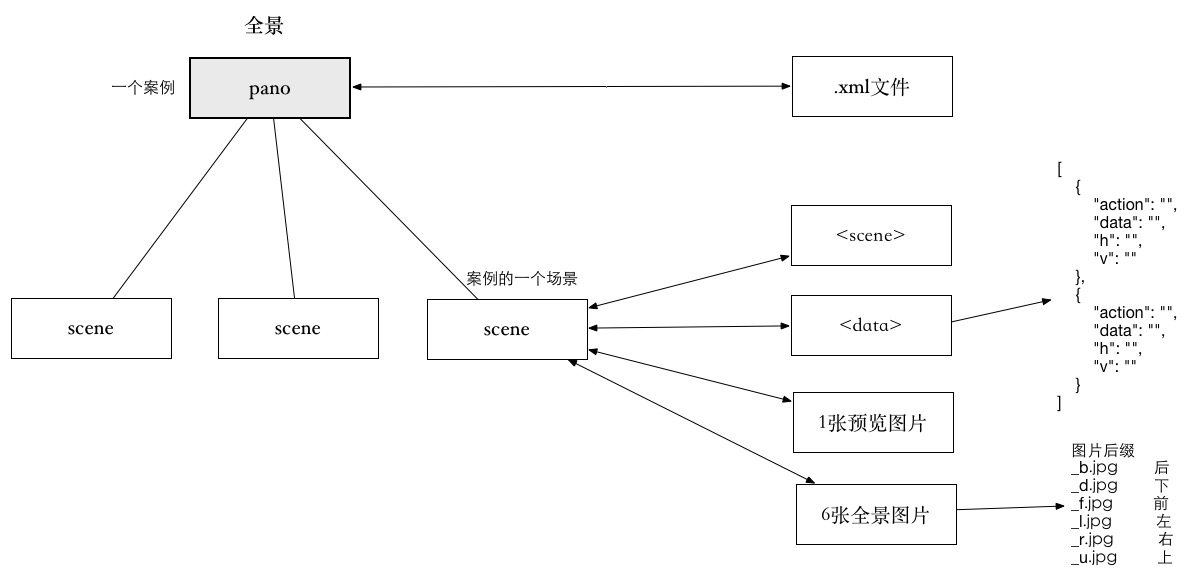 全景
一个案例
pano
.xml文件
案例的一个场景
scene
scene
scene
<scene>
<data>
1张预览图片
6张全景图片
[
{
"action": "",
"data": "",
"h": "",
"v": ""
},
{
"action": "",
"data": "",
"h": "",
"v": ""
}
]
图片后缀
_b.jpg 后
_d.jpg 下
_f.jpg 前
_l.jpg 左
_r.jpg 右
_u.jpg 上